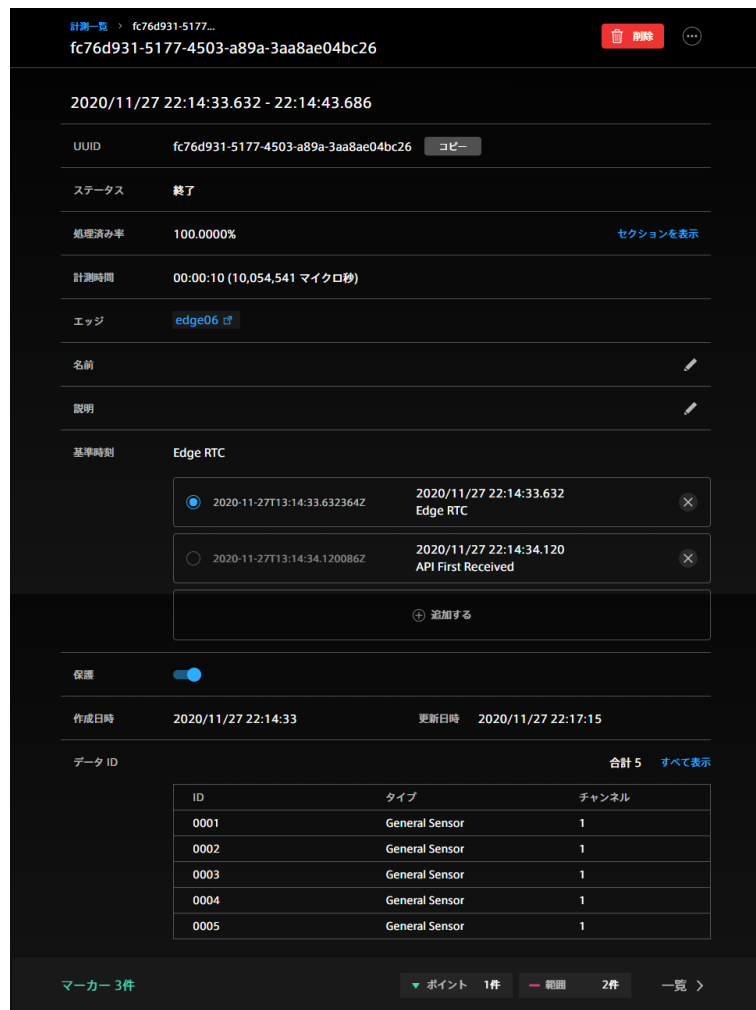 計測一覧 > fc76d931-5177...
fc76d931-5177-4503-a89a-3aa8ae04bc26
削除
2020/11/27 22:14:33.632 - 22:14:43.686
UUID fc76d931-5177-4503-a89a-3aa8ae04bc26 コピー
ステータス 終了
処理済み率 100.0000% セクションを表示
計測時間 00:00:10 (10,054,541 マイクロ秒)
エッジ edge06
名前
説明
基準時刻 Edge RTC
2020-11-27T13:14:33.632364Z 2020/11/27 22:14:33.632
Edge RTC
2020-11-27T13:14:34.120086Z 2020/11/27 22:14:34.120
API First Received
追加する
保護
作成日時 2020/11/27 22:14:33 更新日時 2020/11/27 22:17:15
データ ID 合計 5 すべて表示
ID タイプ チャンネル
0001 General Sensor 1
0002 General Sensor 1
0003 General Sensor 1
0004 General Sensor 1
0005 General Sensor 1
マーカー 3件 ポイント 1件 範囲 2件 一覧 >